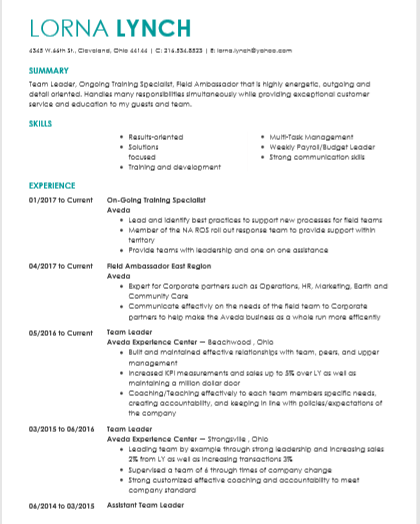 LORNA LYNCH
4348 W.66th St., Cleveland, Ohio 44144 | C: 216.534.8523 | E: lorna.lynch@yahoo.com
SUMMARY
Team Leader, Ongoing Training Specialist, Field Ambassador that is highly energetic, outgoing and
detail oriented. Handles many responsibilities simultaneously while providing exceptional customer
service and education to my guests and team.
SKILLS
Results-oriented
Solutions
focused
Training and development
Multi-Task Management
Weekly Payroll/Budget Leader
Strong communication skills
EXPERIENCE
01/2017 to Current On-Going Training Specialist
Aveda
Lead and identify best practices to support new processes for field teams
Member of the NA ROS roll out response team to provide support within
territory
Provide teams with leadership and one on one assistance
04/2017 to Current Field Ambassador East Region
Aveda
Expert for Corporate partners such as Operations, HR, Marketing, Earth and
Community Care
Communicate effectivly on the needs of the field team to Corporate
partners to help make the Aveda business as a whole run more efficently
05/2016 to Current Team Leader
Aveda Experience Center — Beachwood , Ohio
Built and maintained effective relationships with team, peers, and upper
management
Increased KPI measurements and sales up to 5% over LY as well as
maintaining a million dollar door
Coaching/Teaching effectively to each team members specific needs,
creating accountability, and keeping in line with policies/expectations of
the company
03/2015 to 06/2016 Team Leader
Aveda Experience Center — Strongsville , Ohio
Leading team by example through strong leadership and increasing sales
2% from LY as well as increasing transactions 3%
Supervised a team of 6 through times of company change
Strong customized effective coaching and accountability to meet
company standard
06/2014 to 03/2015 Assistant Team Leader